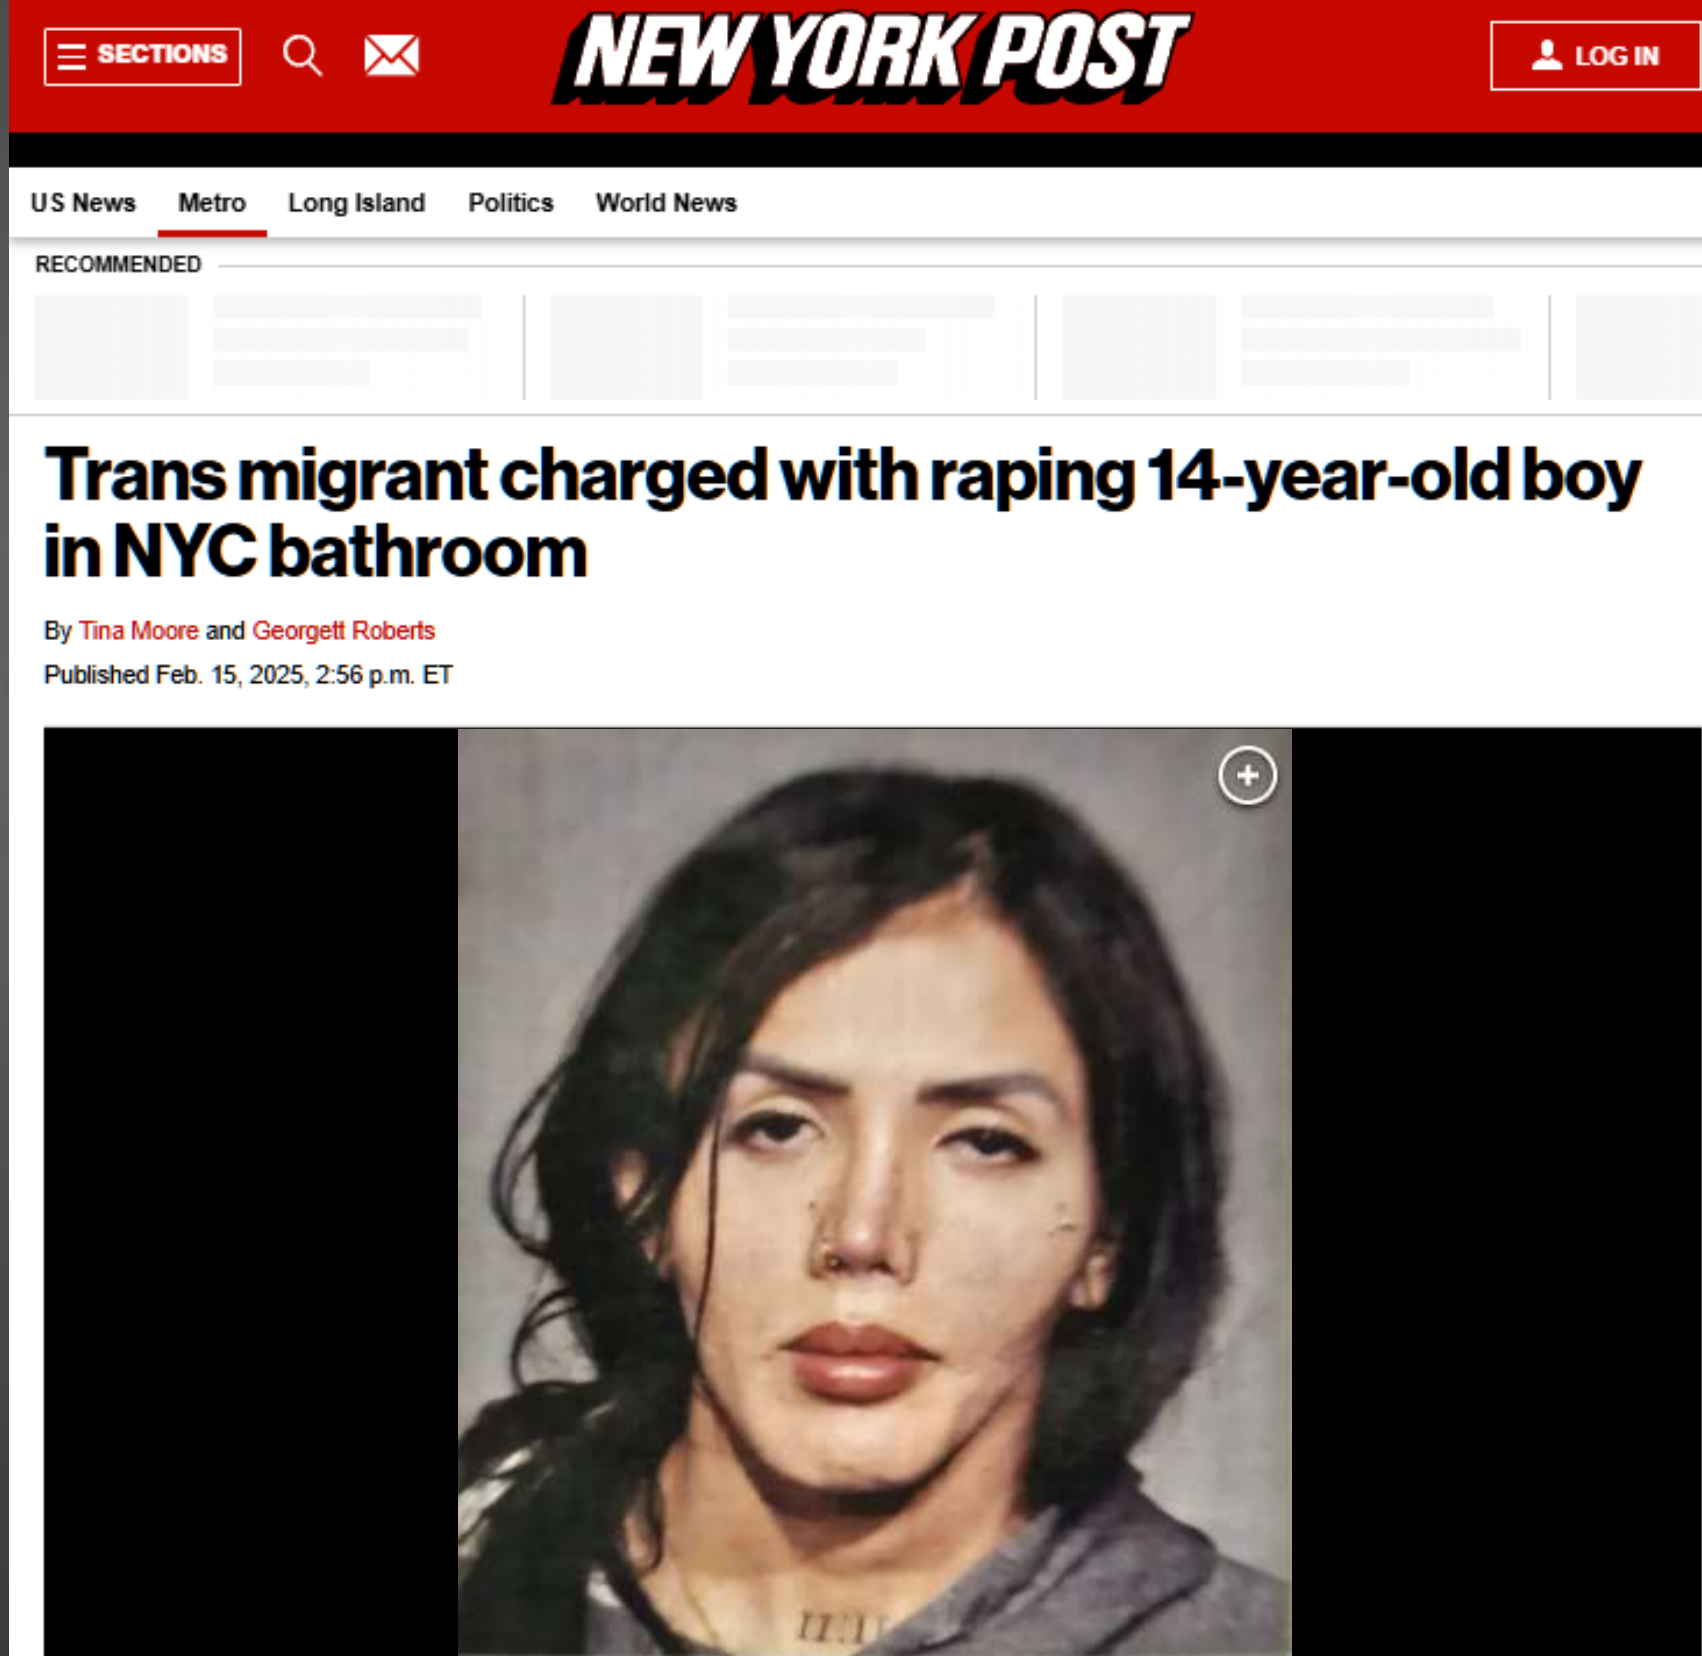 SECTIONS
NEW YORK POST
LOG IN
US News Metro Long Island Politics World News
RECOMMENDED
Trans migrant charged with raping 14-year-old boy
in NYC bathroom
By Tina Moore and Georgett Roberts
Published Feb. 15, 2025, 2:56 p.m. ET